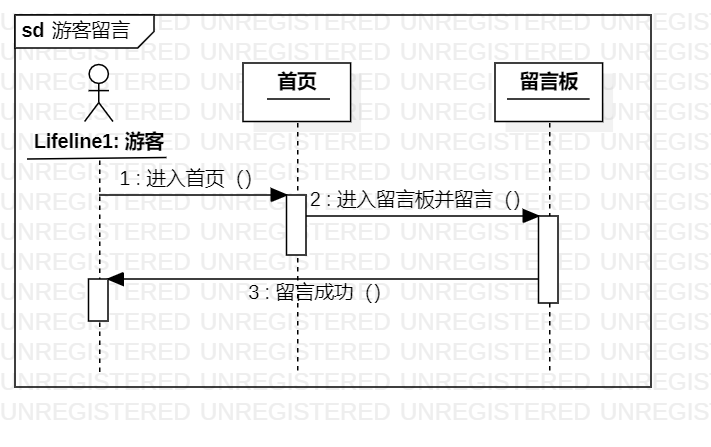 sd 游客留言
首页
留言板
Lifeline1: 游客
1 : 进入首页（）
2 : 进入留言板并留言（）
3 : 留言成功（）
UNREGISTERED UNREGISTERED UNREGISTERED UNREGIS